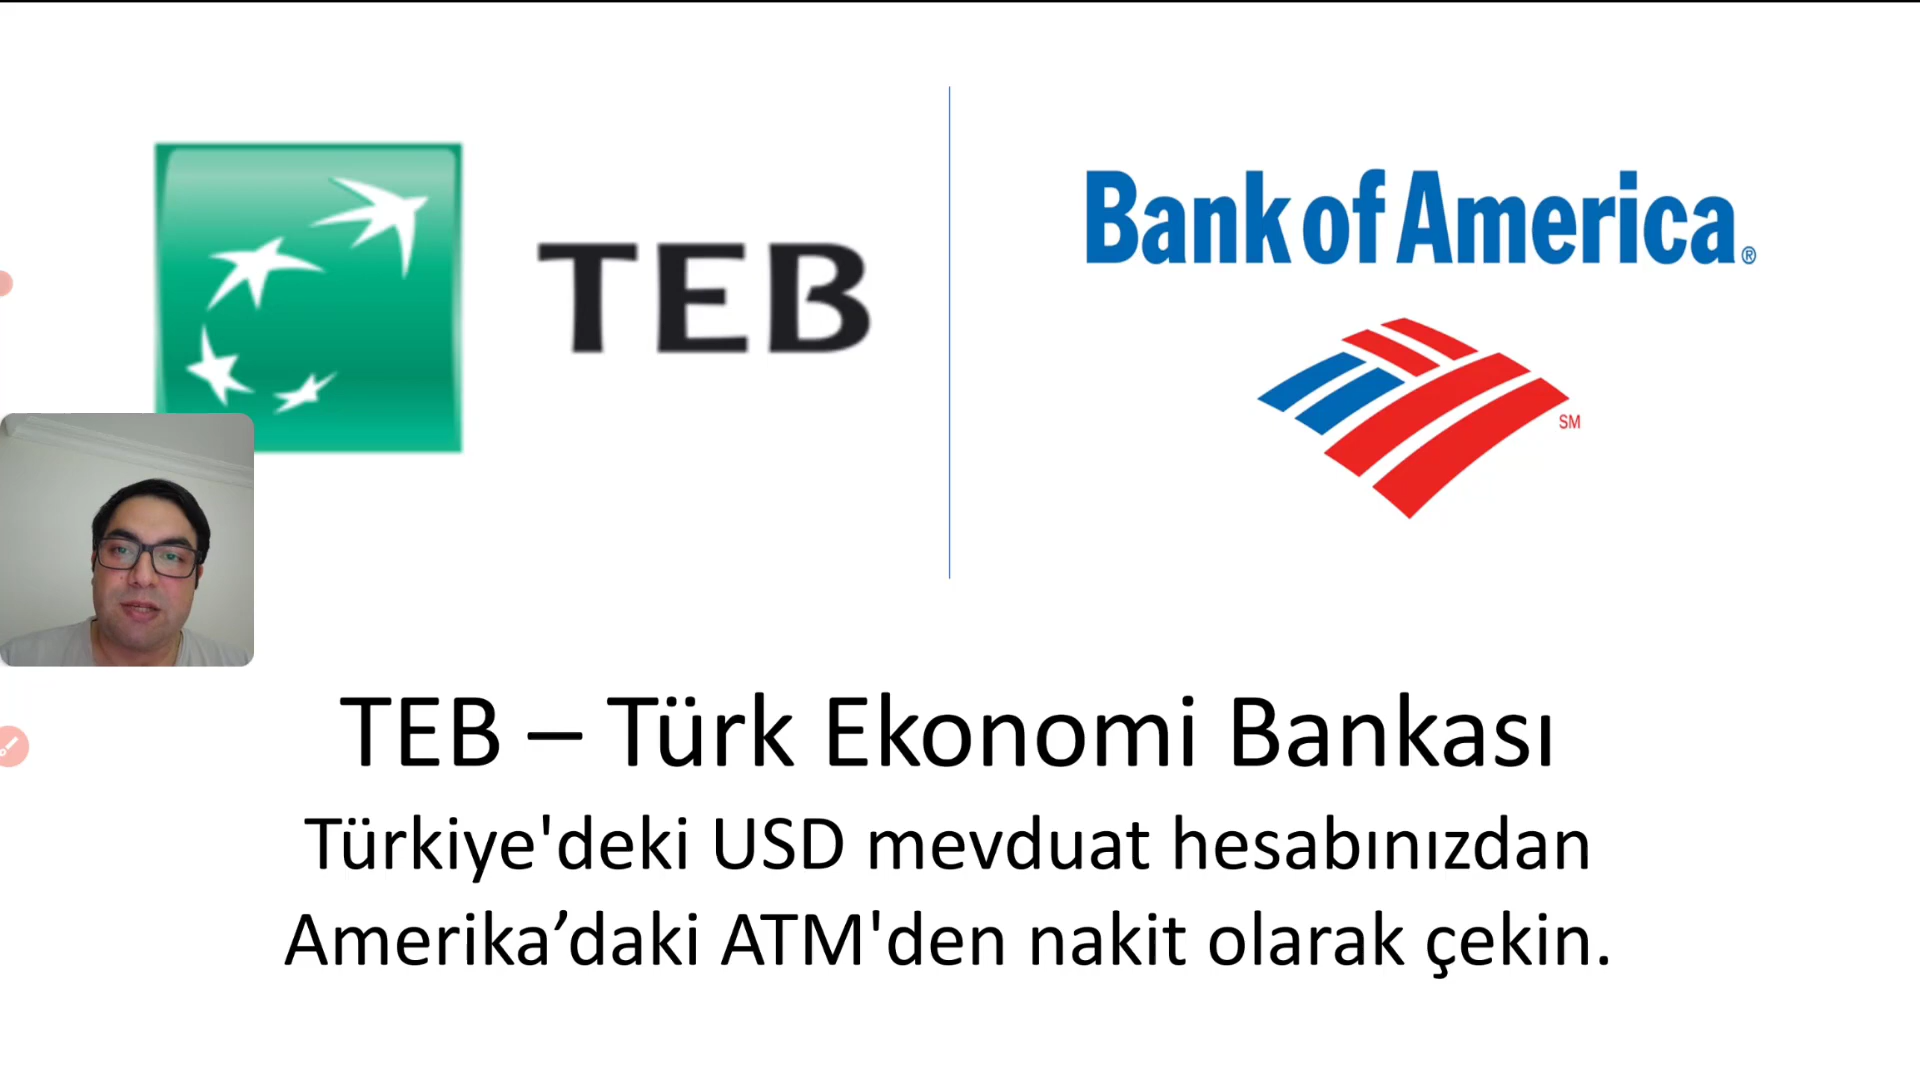 TEB
Bank of America®
SM
TEB – Türk Ekonomi Bankası
Türkiye'deki USD mevduat hesabınızdan
Amerika’daki ATM'den nakit olarak çekin.